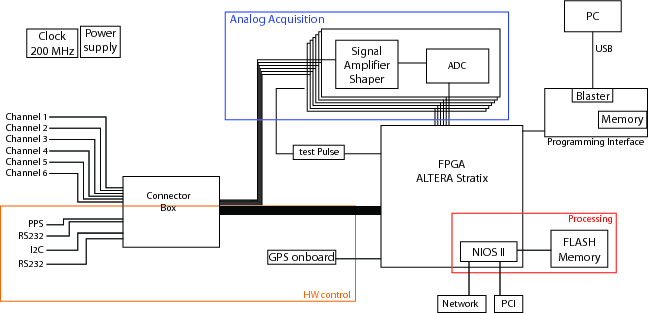 Analog Acquisition
PC
Clock
200 MHz
Power
supply
Signal
Amplifier
Shaper
ADC
USB
Blaster
Memory
Programming Interface
Channel 1
Channel 2
Channel 3
Channel 4
Channel 5
Channel 6
test Pulse
FPGA
ALTERA Stratix
Connector
Box
PPS
RS232
I2C
RS232
GPS onboard
HW control
Processing
NIOS II
FLASH
Memory
Network
PCI